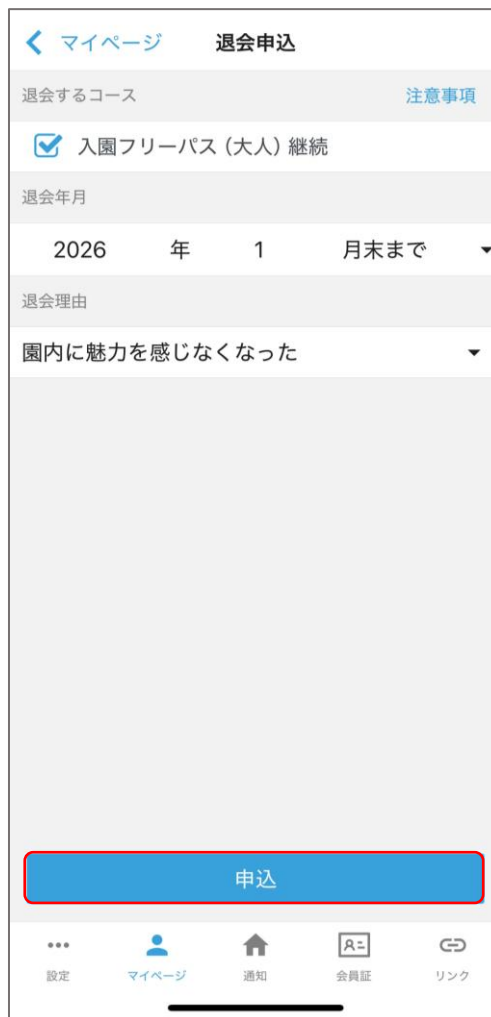 マイページ 退会申込
退会するコース 注意事項
入園フリーパス（大人）継続
退会年月
2026 年 1 月末まで
退会理由
園内に魅力を感じなくなった
申込
設定 マイページ 通知 会員証 リンク